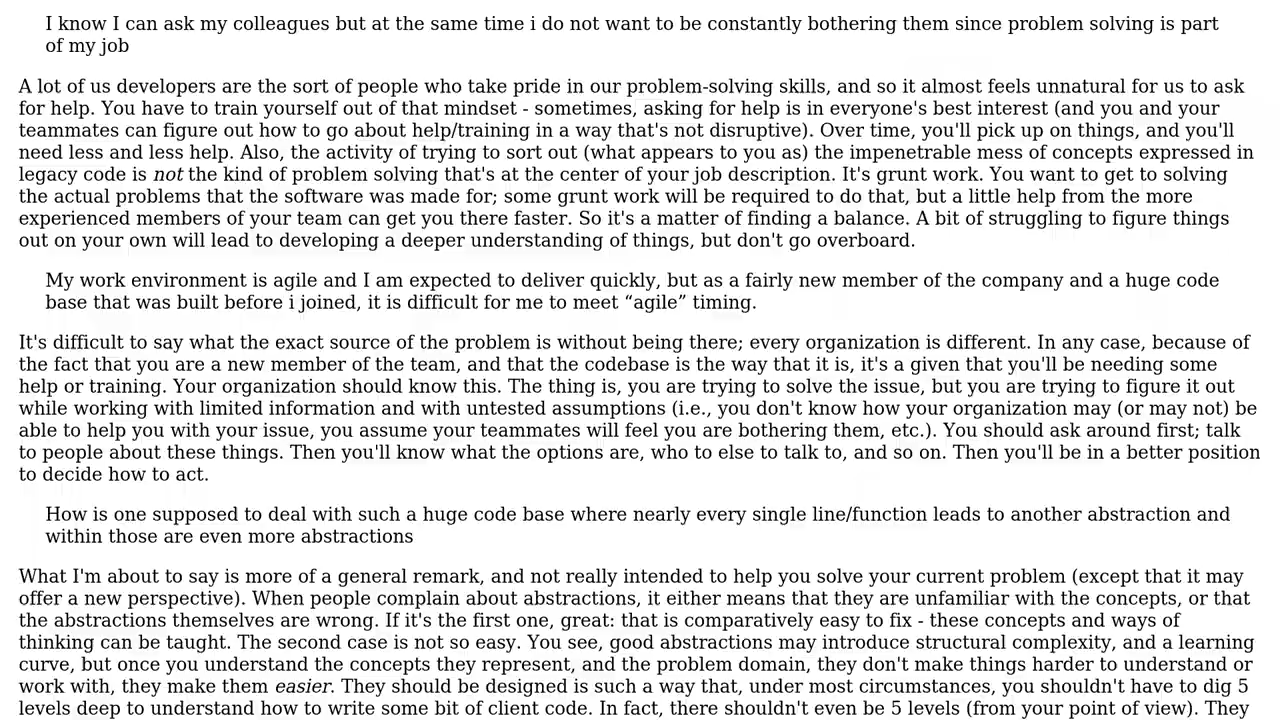 I know I can ask my colleagues but at the same time i do not want to be constantly bothering them since problem solving is part
of my job
A lot of us developers are the sort of people who take pride in our problem-solving skills, and so it almost feels unnatural for us to ask
for help. You have to train yourself out of that mindset - sometimes, asking for help is in everyone's best interest (and you and your
teammates can figure out how to go about help/training in a way that's not disruptive). Over time, you'll pick up on things, and you'll
need less and less help. Also, the activity of trying to sort out (what appears to you as) the impenetrable mess of concepts expressed in
legacy code is not the kind of problem solving that's at the center of your job description. It's grunt work. You want to get to solving
the actual problems that the software was made for; some grunt work will be required to do that, but a little help from the more
experienced members of your team can get you there faster. So it's a matter of finding a balance. A bit of struggling to figure things
out on your own will lead to developing a deeper understanding of things, but don't go overboard.
My work environment is agile and I am expected to deliver quickly, but as a fairly new member of the company and a huge code
base that was built before i joined, it is difficult for me to meet “agile” timing.
It's difficult to say what the exact source of the problem is without being there; every organization is different. In any case, because of
the fact that you are a new member of the team, and that the codebase is the way that it is, it's a given that you'll be needing some
help or training. Your organization should know this. The thing is, you are trying to solve the issue, but you are trying to figure it out
while working with limited information and with untested assumptions (i.e., you don't know how your organization may (or may not) be
able to help you with your issue, you assume your teammates will feel you are bothering them, etc.). You should ask around first; talk
to people about these things. Then you'll know what the options are, who to else to talk to, and so on. Then you'll be in a better position
to decide how to act.
How is one supposed to deal with such a huge code base where nearly every single line/function leads to another abstraction and
within those are even more abstractions
What I'm about to say is more of a general remark, and not really intended to help you solve your current problem (except that it may
offer a new perspective). When people complain about abstractions, it either means that they are unfamiliar with the concepts, or that
the abstractions themselves are wrong. If it's the first one, great: that is comparatively easy to fix - these concepts and ways of
thinking can be taught. The second case is not so easy. You see, good abstractions may introduce structural complexity, and a learning
curve, but once you understand the concepts they represent, and the problem domain, they don't make things harder to understand or
work with, they make them easier. They should be designed is such a way that, under most circumstances, you shouldn't have to dig 5
levels deep to understand how to write some bit of client code. In fact, there shouldn't even be 5 levels (from your point of view). They